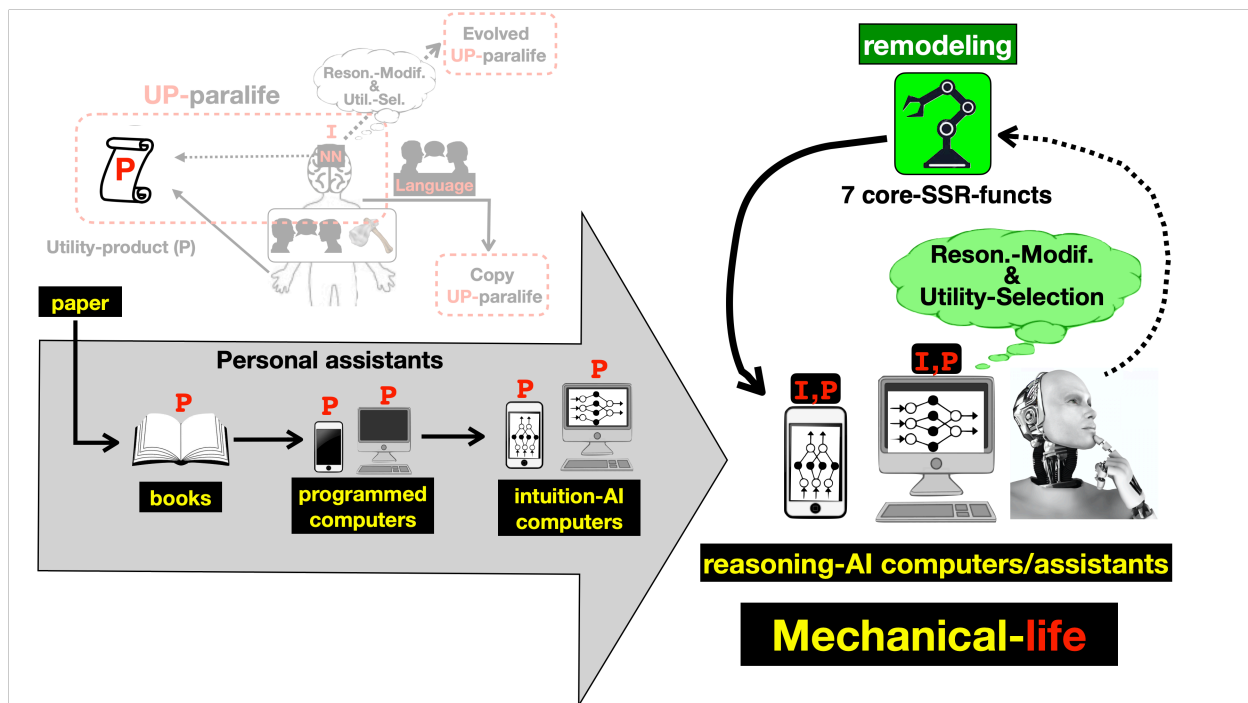 Evolved
UP-paralife
Reson.-Modif.
&
Util.-Sel.
UP-paralife
I
NN
P
Language
Utility-product (P)
Copy
UP-paralife
paper
Personal assistants
P
P
P
P
P
books
programmed
computers
intuition-AI
computers
remodeling
7 core-SSR-functs
Reson.-Modif.
&
Utility-Selection
I,P
I,P
reasoning-AI computers/assistants
Mechanical-life